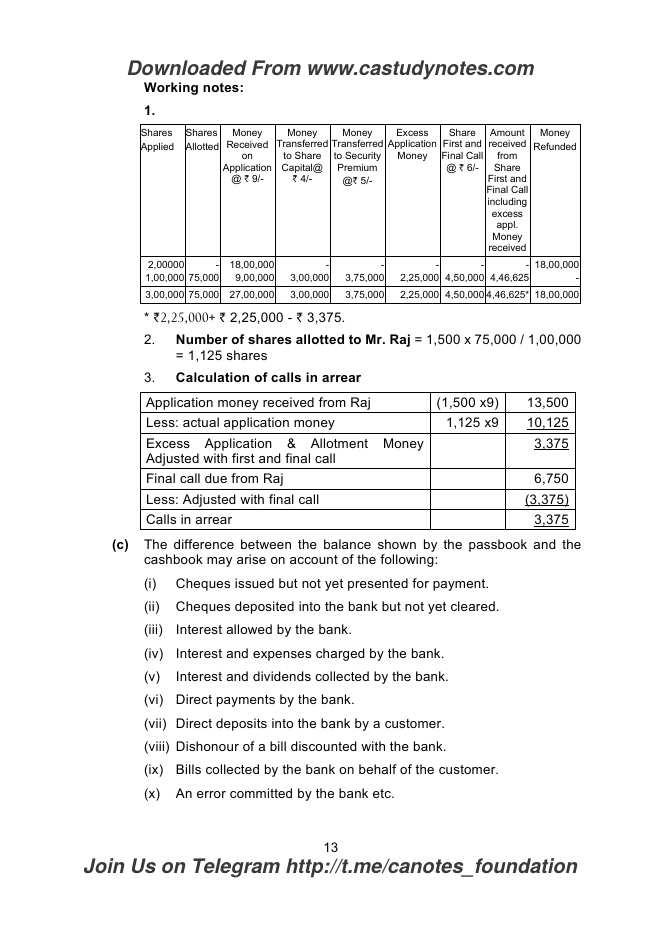 Downloaded From www.castudynotes.com
Working notes:
1.
Shares Applied | Shares Allotted | Money Received on Application @ ₹ 9/- | Money Transferred to Share Capital@ ₹ 4/- | Money Transferred to Security Premium @₹ 5/- | Excess Application Money | Share First and Final Call @ ₹ 6/- | Amount received from Share First and Final Call including excess appl. Money received | Money Refunded
2,00000 | - | 18,00,000 | - | - | - | - | - | 18,00,000
1,00,000 | 75,000 | 9,00,000 | 3,00,000 | 3,75,000 | 2,25,000 | 4,50,000 | 4,46,625 | -
3,00,000 | 75,000 | 27,00,000 | 3,00,000 | 3,75,000 | 2,25,000 | 4,50,000 | 4,46,625* | 18,00,000
* ₹2,25,000+ ₹ 2,25,000 - ₹ 3,375.
2. Number of shares allotted to Mr. Raj = 1,500 x 75,000 / 1,00,000
= 1,125 shares
3. Calculation of calls in arrear
Application money received from Raj | (1,500 x9) | 13,500
Less: actual application money | 1,125 x9 | 10,125
Excess Application & Allotment Money | | 3,375
Adjusted with first and final call
Final call due from Raj | | 6,750
Less: Adjusted with final call | | (3,375)
Calls in arrear | | 3,375
(c) The difference between the balance shown by the passbook and the
cashbook may arise on account of the following:
(i) Cheques issued but not yet presented for payment.
(ii) Cheques deposited into the bank but not yet cleared.
(iii) Interest allowed by the bank.
(iv) Interest and expenses charged by the bank.
(v) Interest and dividends collected by the bank.
(vi) Direct payments by the bank.
(vii) Direct deposits into the bank by a customer.
(viii) Dishonour of a bill discounted with the bank.
(ix) Bills collected by the bank on behalf of the customer.
(x) An error committed by the bank etc.
13
Join Us on Telegram http://t.me/canotes_foundation